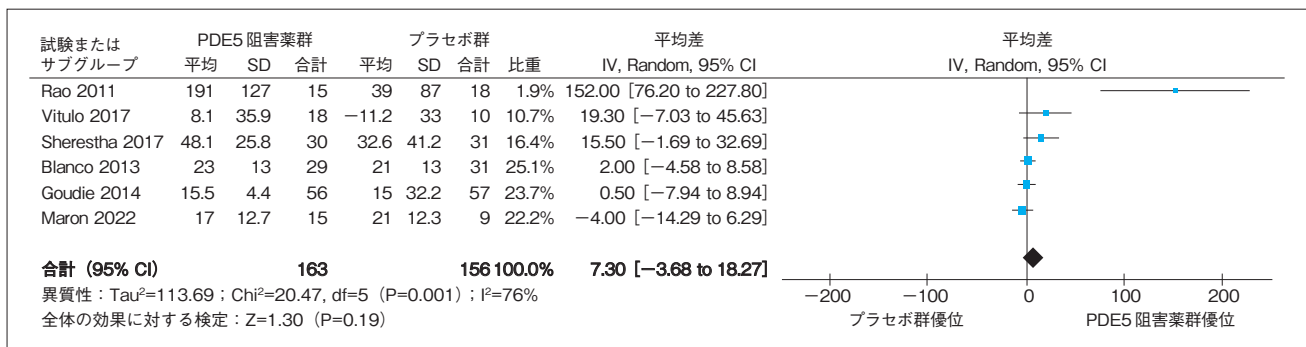 試験または PDE5 阻害薬群 プラセボ群 平均差 平均差
サブグループ 平均 SD 合計 平均 SD 合計 比重 IV, Random, 95% CI IV, Random, 95% CI
Rao 2011 191 127 15 39 87 18 1.9% 152.00［76.20 to 227.80］
Vitulo 2017 8.1 35.9 18 −11.2 33 10 10.7% 19.30［−7.03 to 45.63］
Sherestha 2017 48.1 25.8 30 32.6 41.2 31 16.4% 15.50［−1.69 to 32.69］
Blanco 2013 23 13 29 21 13 31 25.1% 2.00［−4.58 to 8.58］
Goudie 2014 15.5 4.4 56 15 32.2 57 23.7% 0.50［−7.94 to 8.94］
Maron 2022 17 12.7 15 21 12.3 9 22.2% −4.00［−14.29 to 6.29］
合計（95% CI） 163 156 100.0% 7.30［−3.68 to 18.27］
異質性：Tau²=113.69；Chi²=20.47, df=5（P=0.001）；I²=76%
全体の効果に対する検定：Z=1.30（P=0.19）
−200 −100 0 100 200
プラセボ群優位 PDE5 阻害薬群優位